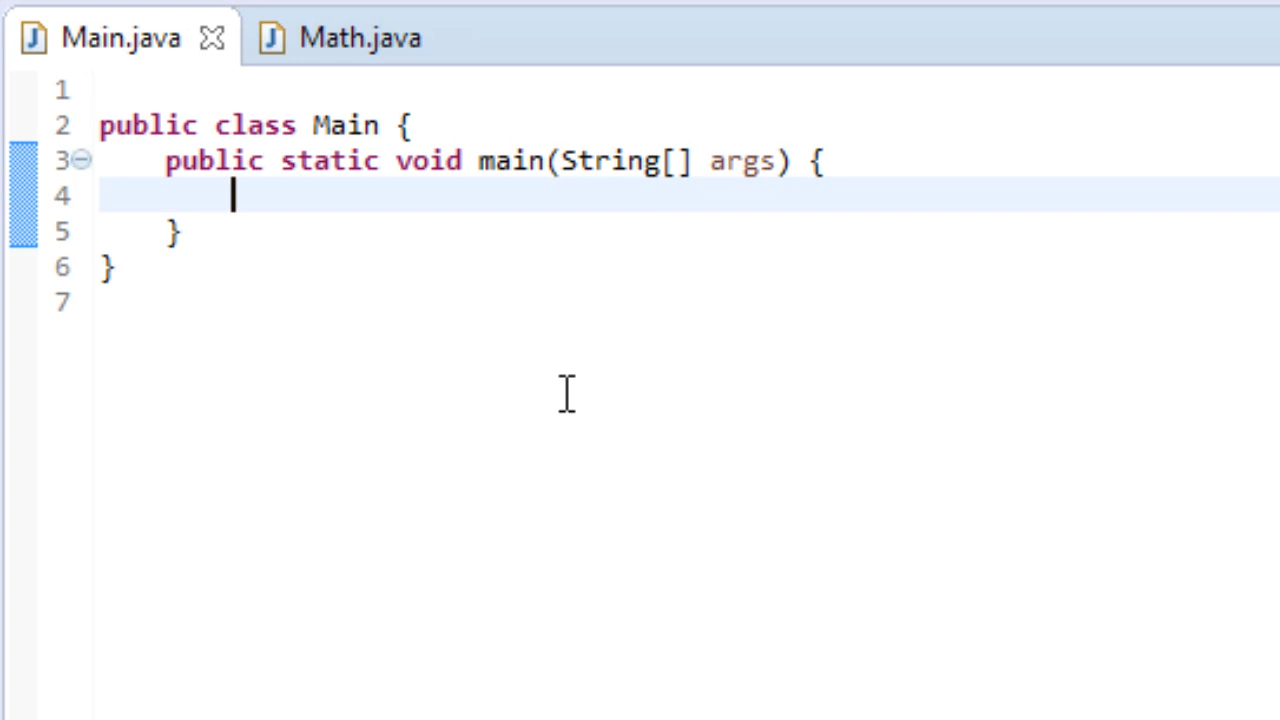 Main.java Math.java
1
2 public class Main {
3 public static void main(String[] args) {
4
5 }
6 }
7